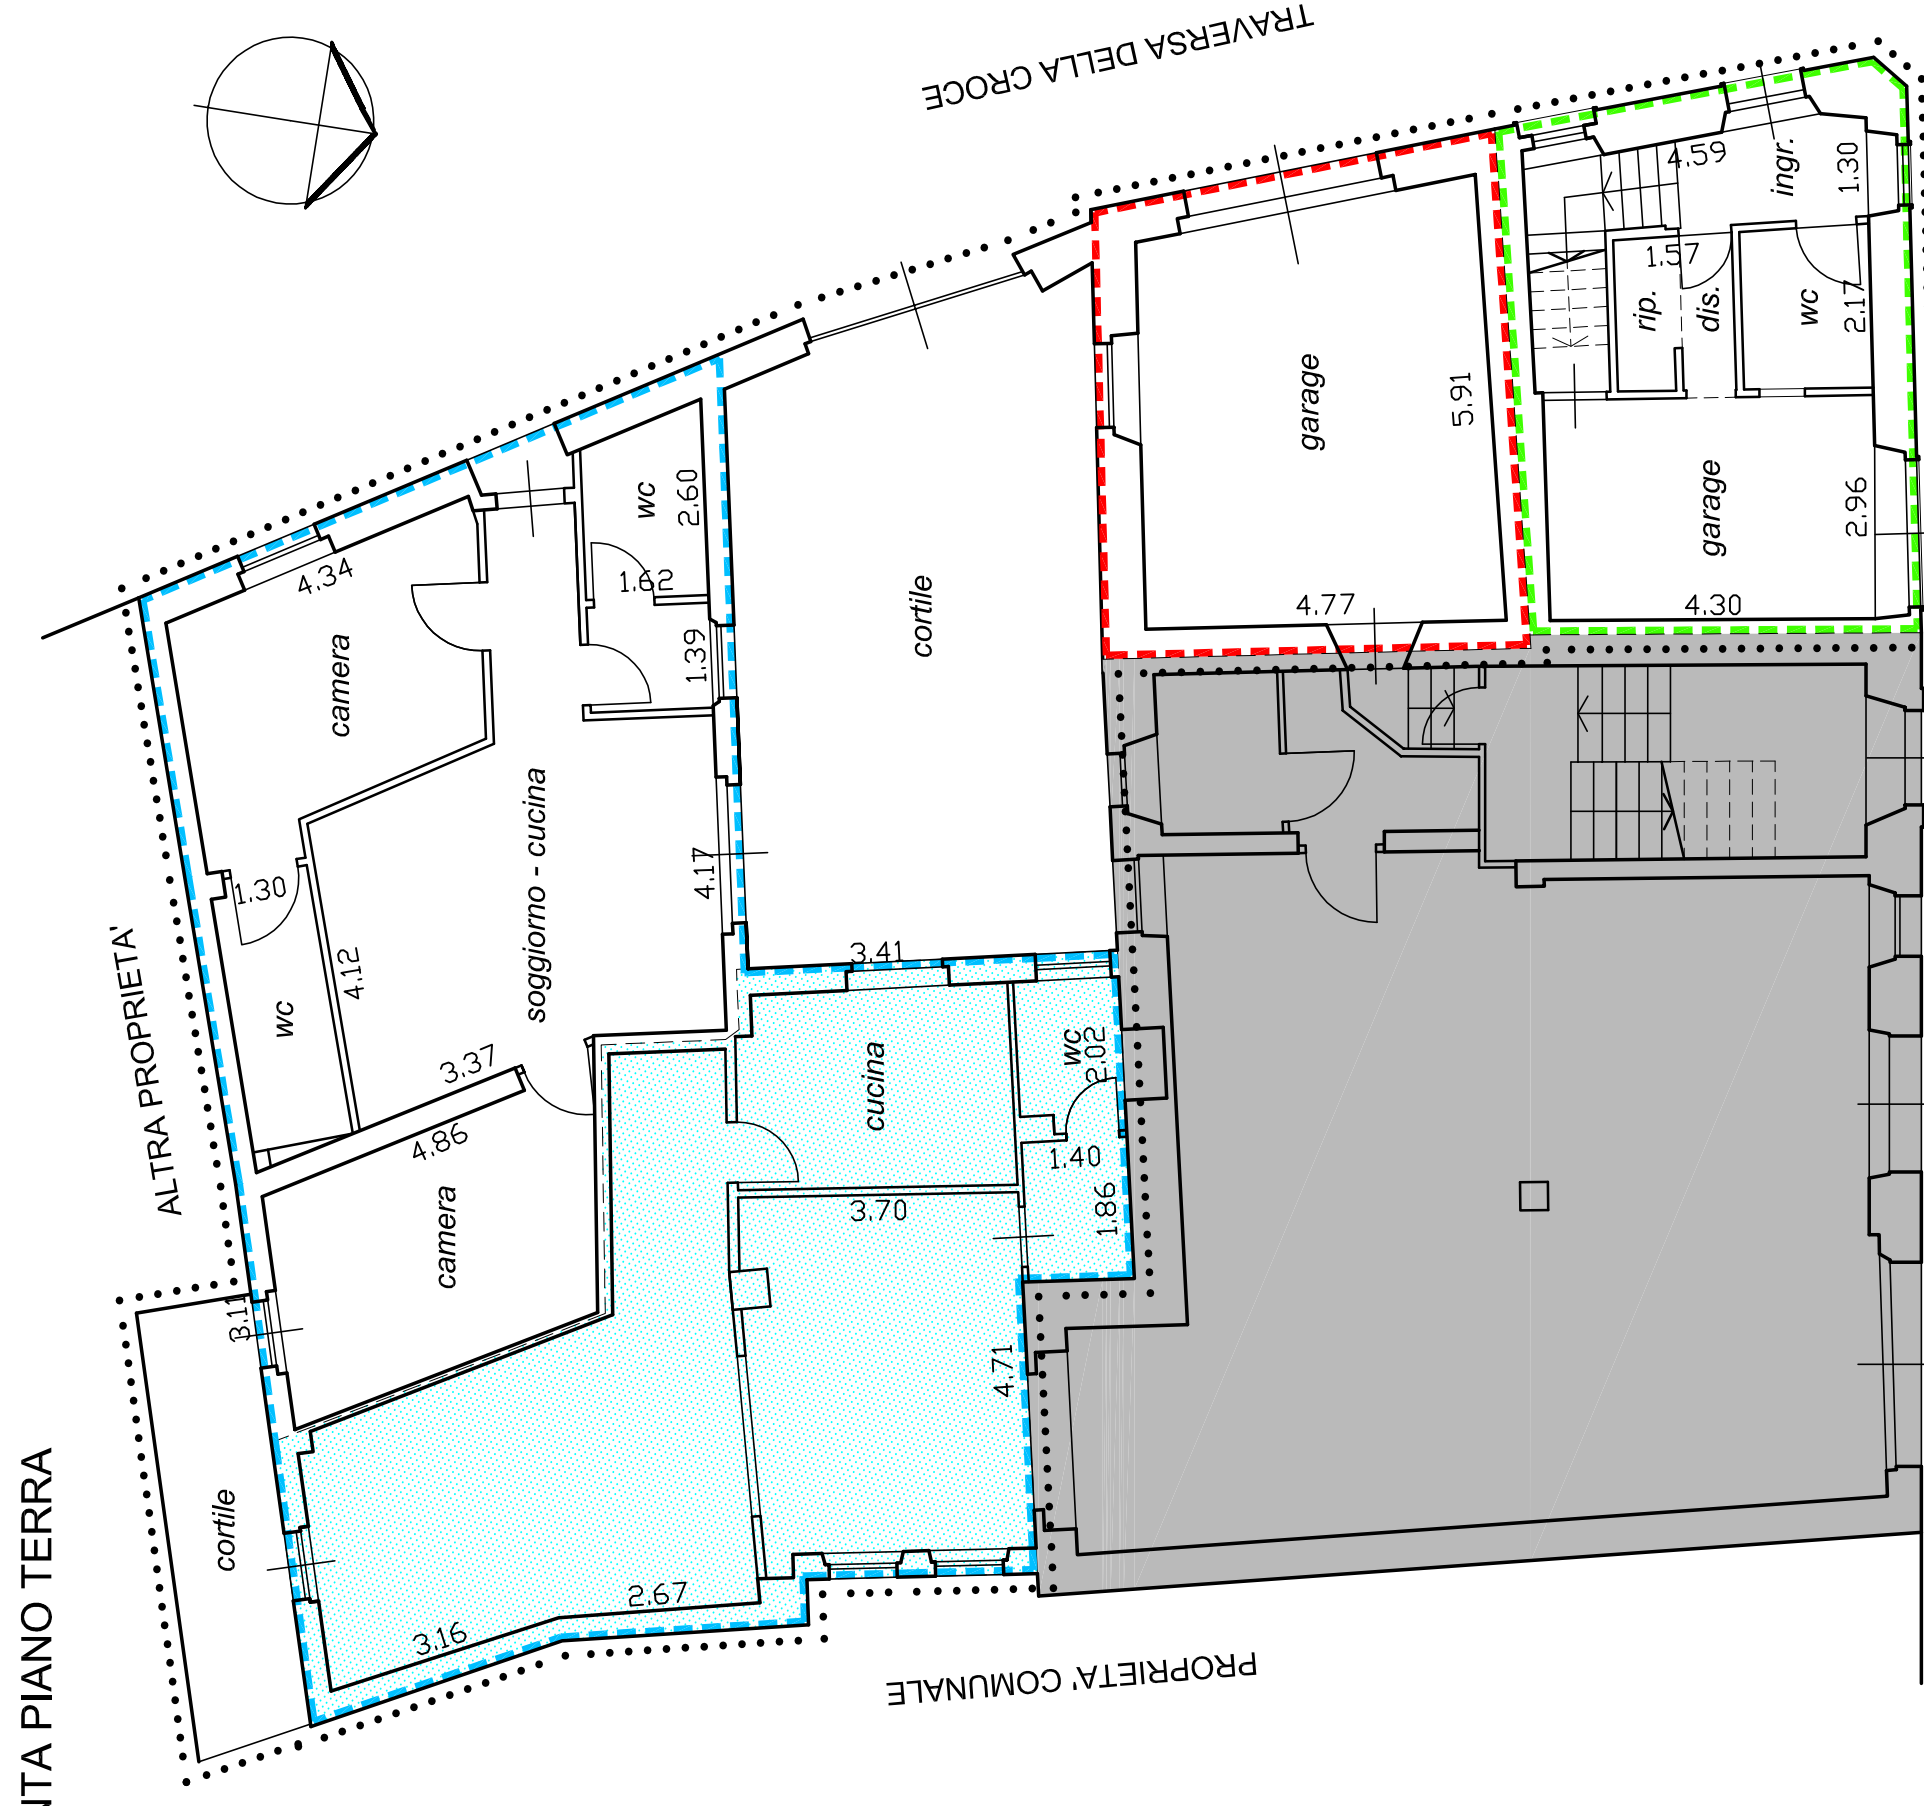 TRAVERSA DELLA CROCE
4.59
ingr.
1.30
1.57
rip.
dis.
wc
2.17
garage
5.91
garage
2.96
4.77
4.30
wc
2.60
4.34
1.62
camera
1.39
cortile
soggiorno - cucina
4.17
1.30
4.12
wc
3.41
ALTRA PROPRIETA'
3.37
4.86
cucina
wc
2.02
1.40
1.86
camera
3.70
3.11
4.71
cortile
2.67
3.16
PROPRIETA' COMUNALE
NTA PIANO TERRA